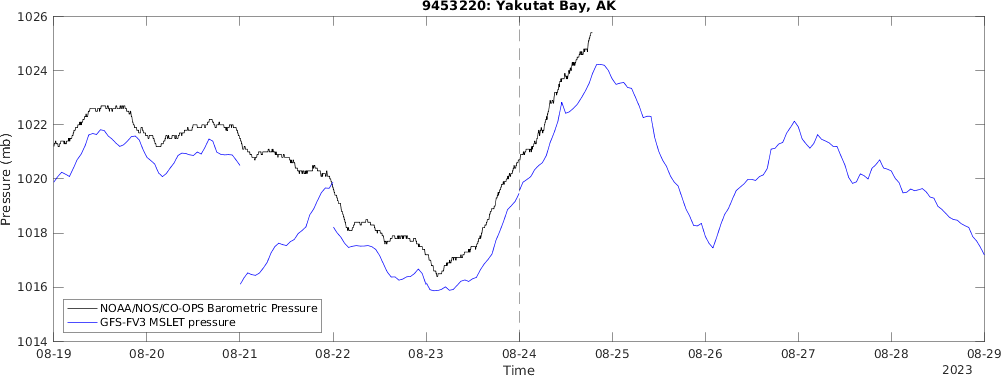 9453220: Yakutat Bay, AK
Pressure (mb)
1026
1024
1022
1020
1018
1016
1014
NOAA/NOS/CO-OPS Barometric Pressure
GFS-FV3 MSLET pressure
08-19 08-20 08-21 08-22 08-23 08-24 08-25 08-26 08-27 08-28 08-29
Time
2023